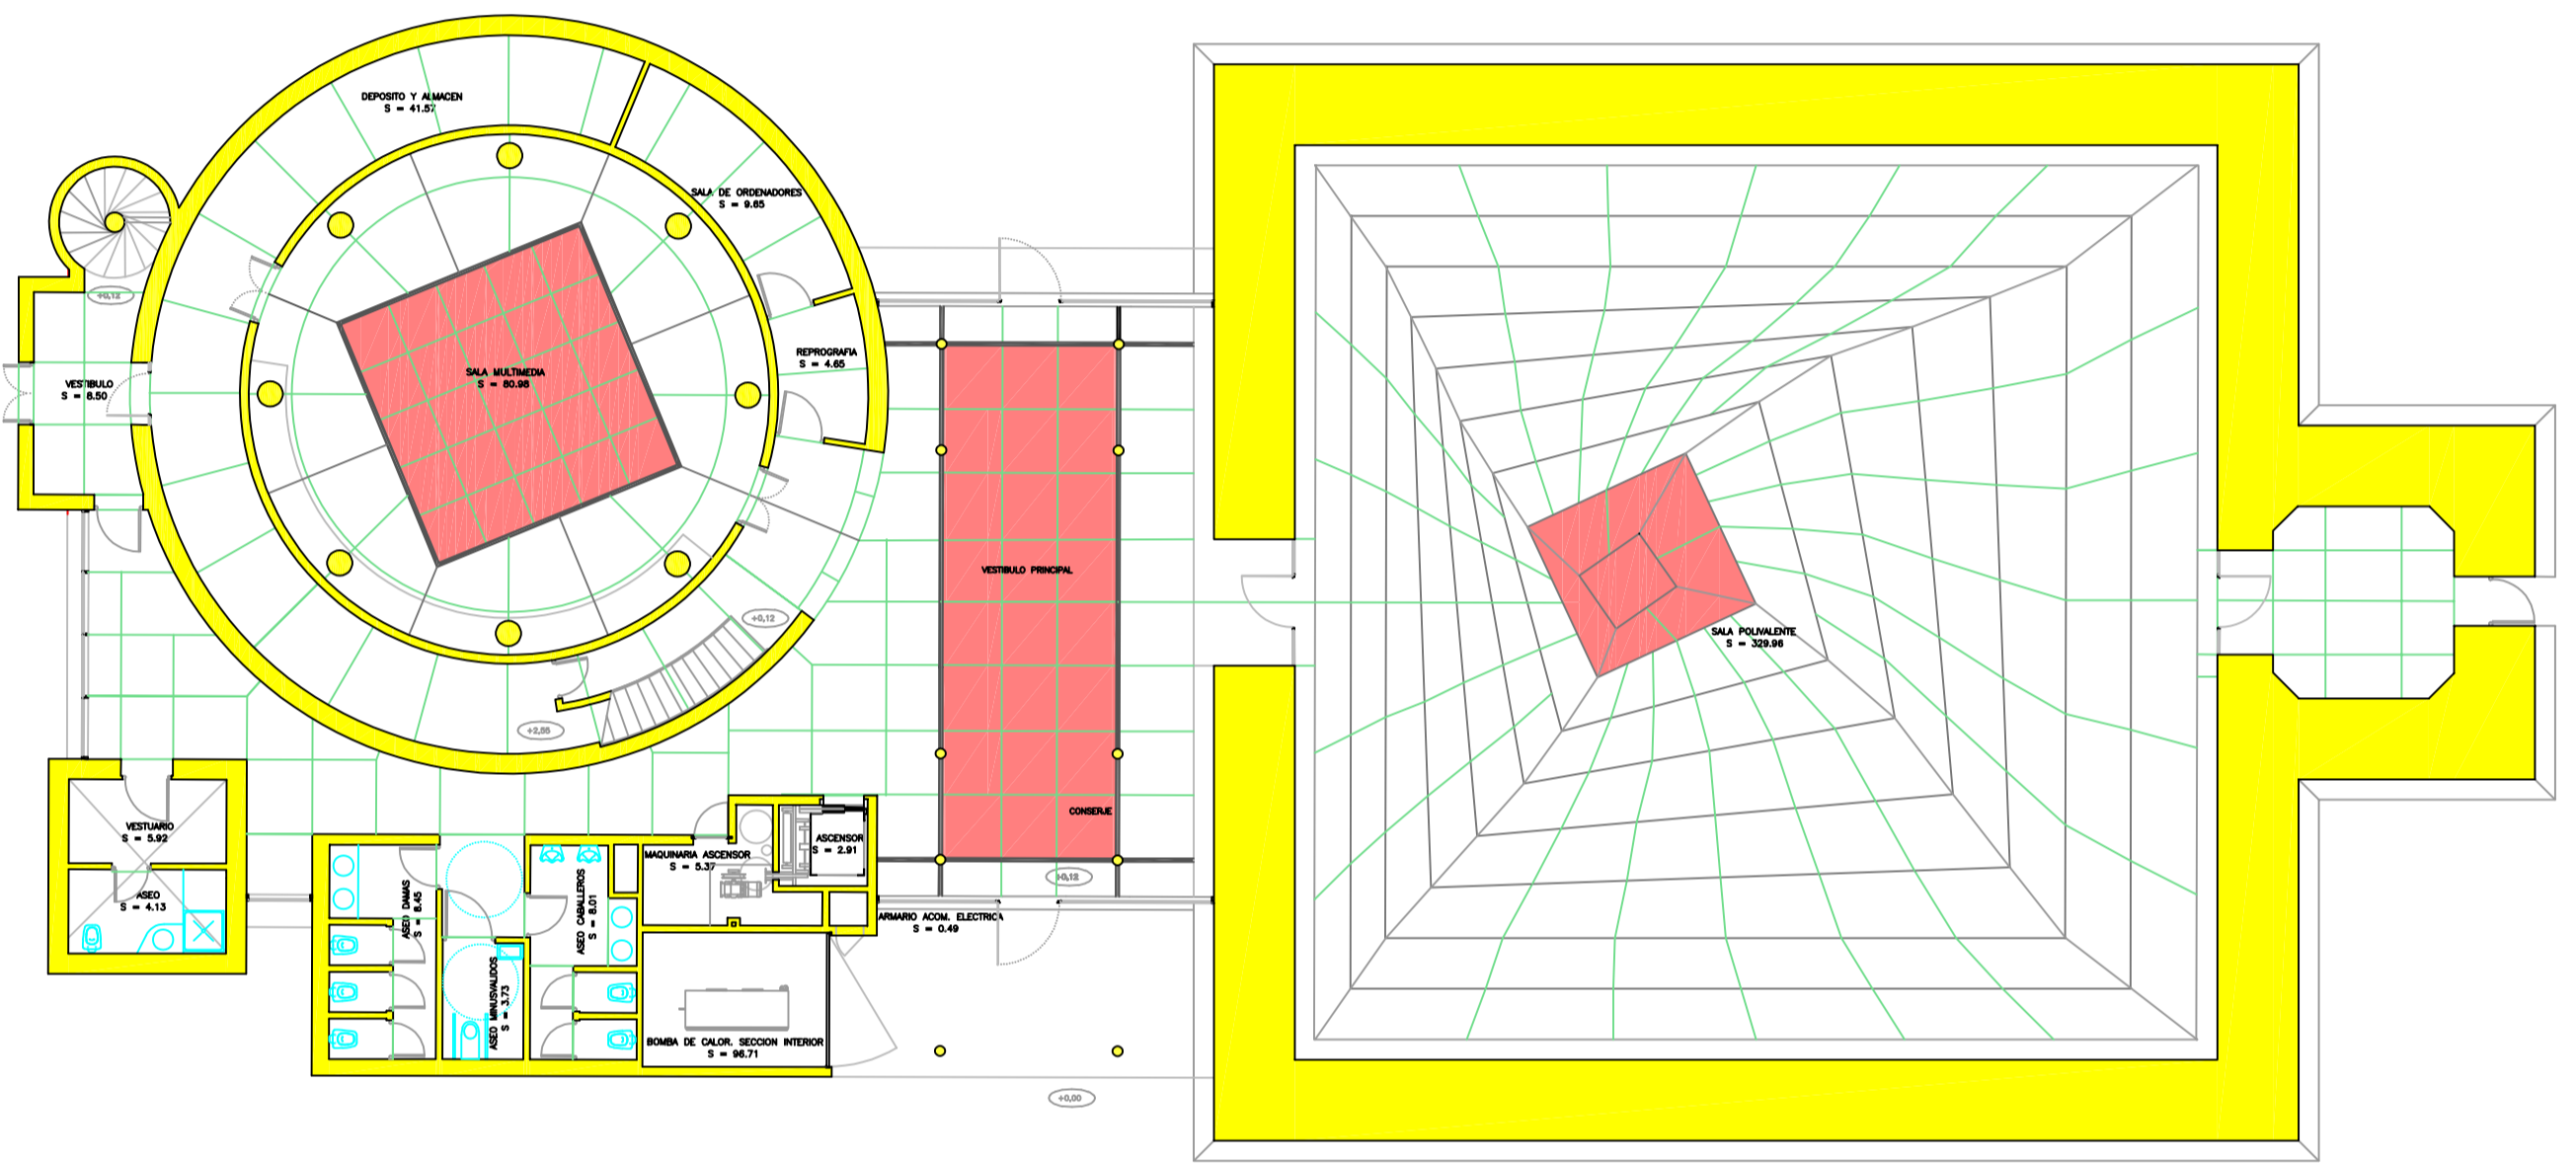 DEPOSITO Y ALMACEN
S = 41.57
SALA DE ORDENADORES
S = 9.65
+0,12
REPROGRAFIA
S = 4.65
SALA MULTIMEDIA
S = 80.98
VESTIBULO
S = 8.50
VESTIBULO PRINCIPAL
+0,12
SALA POLIVALENTE
S = 329.96
+2,55
CONSERJE
VESTUARIO
S = 5.92
ASCENSOR
S = 2.91
MAQUINARIA ASCENSOR
S = 5.37
+0,12
ASEO
S = 4.13
ASEO DAMAS
S = 8.45
ASEO CABALLEROS
S = 8.01
ARMARIO ACOM. ELECTRICA
S = 0.49
ASEO MINUSVALIDOS
S = 3.73
BOMBA DE CALOR. SECCION INTERIOR
S = 96.71
+0,00